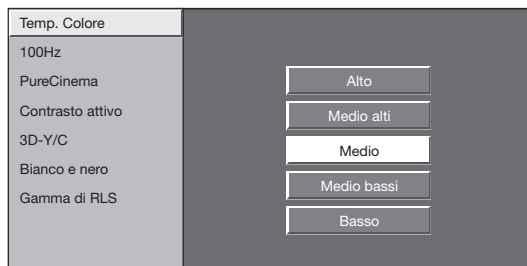 Temp. Colore
100Hz
PureCinema
Contrasto attivo
3D-Y/C
Bianco e nero
Gamma di RLS
Alto
Medio alti
Medio
Medio bassi
Basso